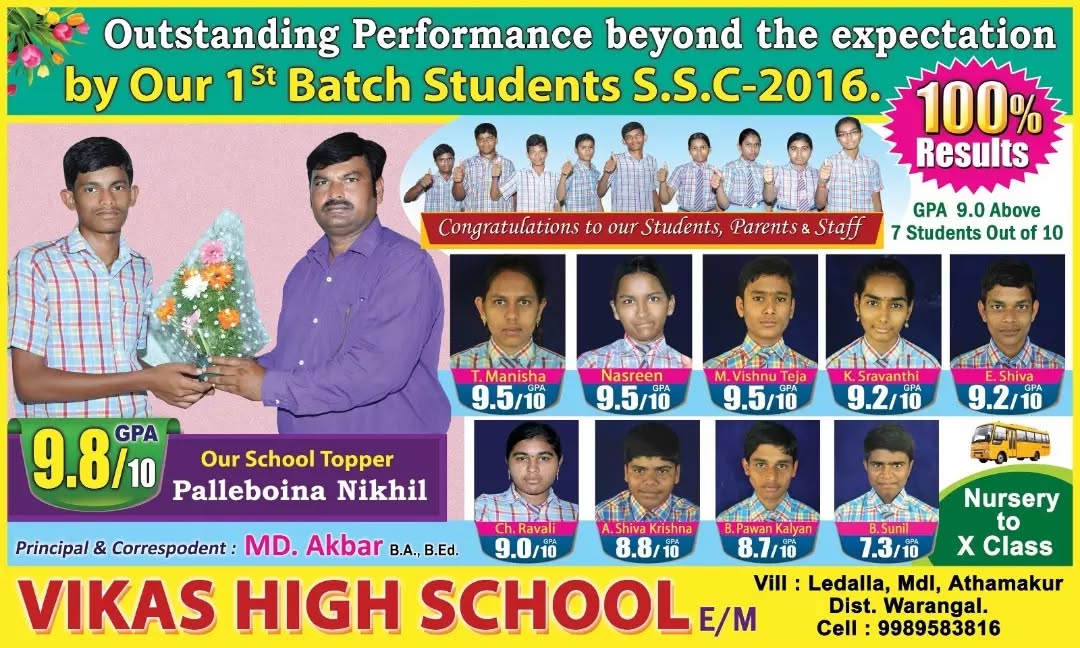 Outstanding Performance beyond the expectation
by Our 1St Batch Students S.S.C-2016.
100%
Results
GPA 9.0 Above
7 Students Out of 10
Congratulations to our Students, Parents & Staff
T. Manisha
GPA
9.5/10
Nasreen
GPA
9.5/10
M. Vishnu Teja
GPA
9.5/10
K. Sravanthi
GPA
9.2/10
E. Shiva
GPA
9.2/10
GPA
9.8/10
Our School Topper
Palleboina Nikhil
Ch. Ravali
GPA
9.0/10
A. Shiva Krishna
GPA
8.8/10
B. Pawan Kalyan
GPA
8.7/10
B. Sunil
GPA
7.3/10
Nursery
to
X Class
Principal & Correspodent : MD. Akbar B.A., B.Ed.
VIKAS HIGH SCHOOL E/M
Vill : Ledalla, Mdl, Athamakur
Dist. Warangal.
Cell : 9989583816